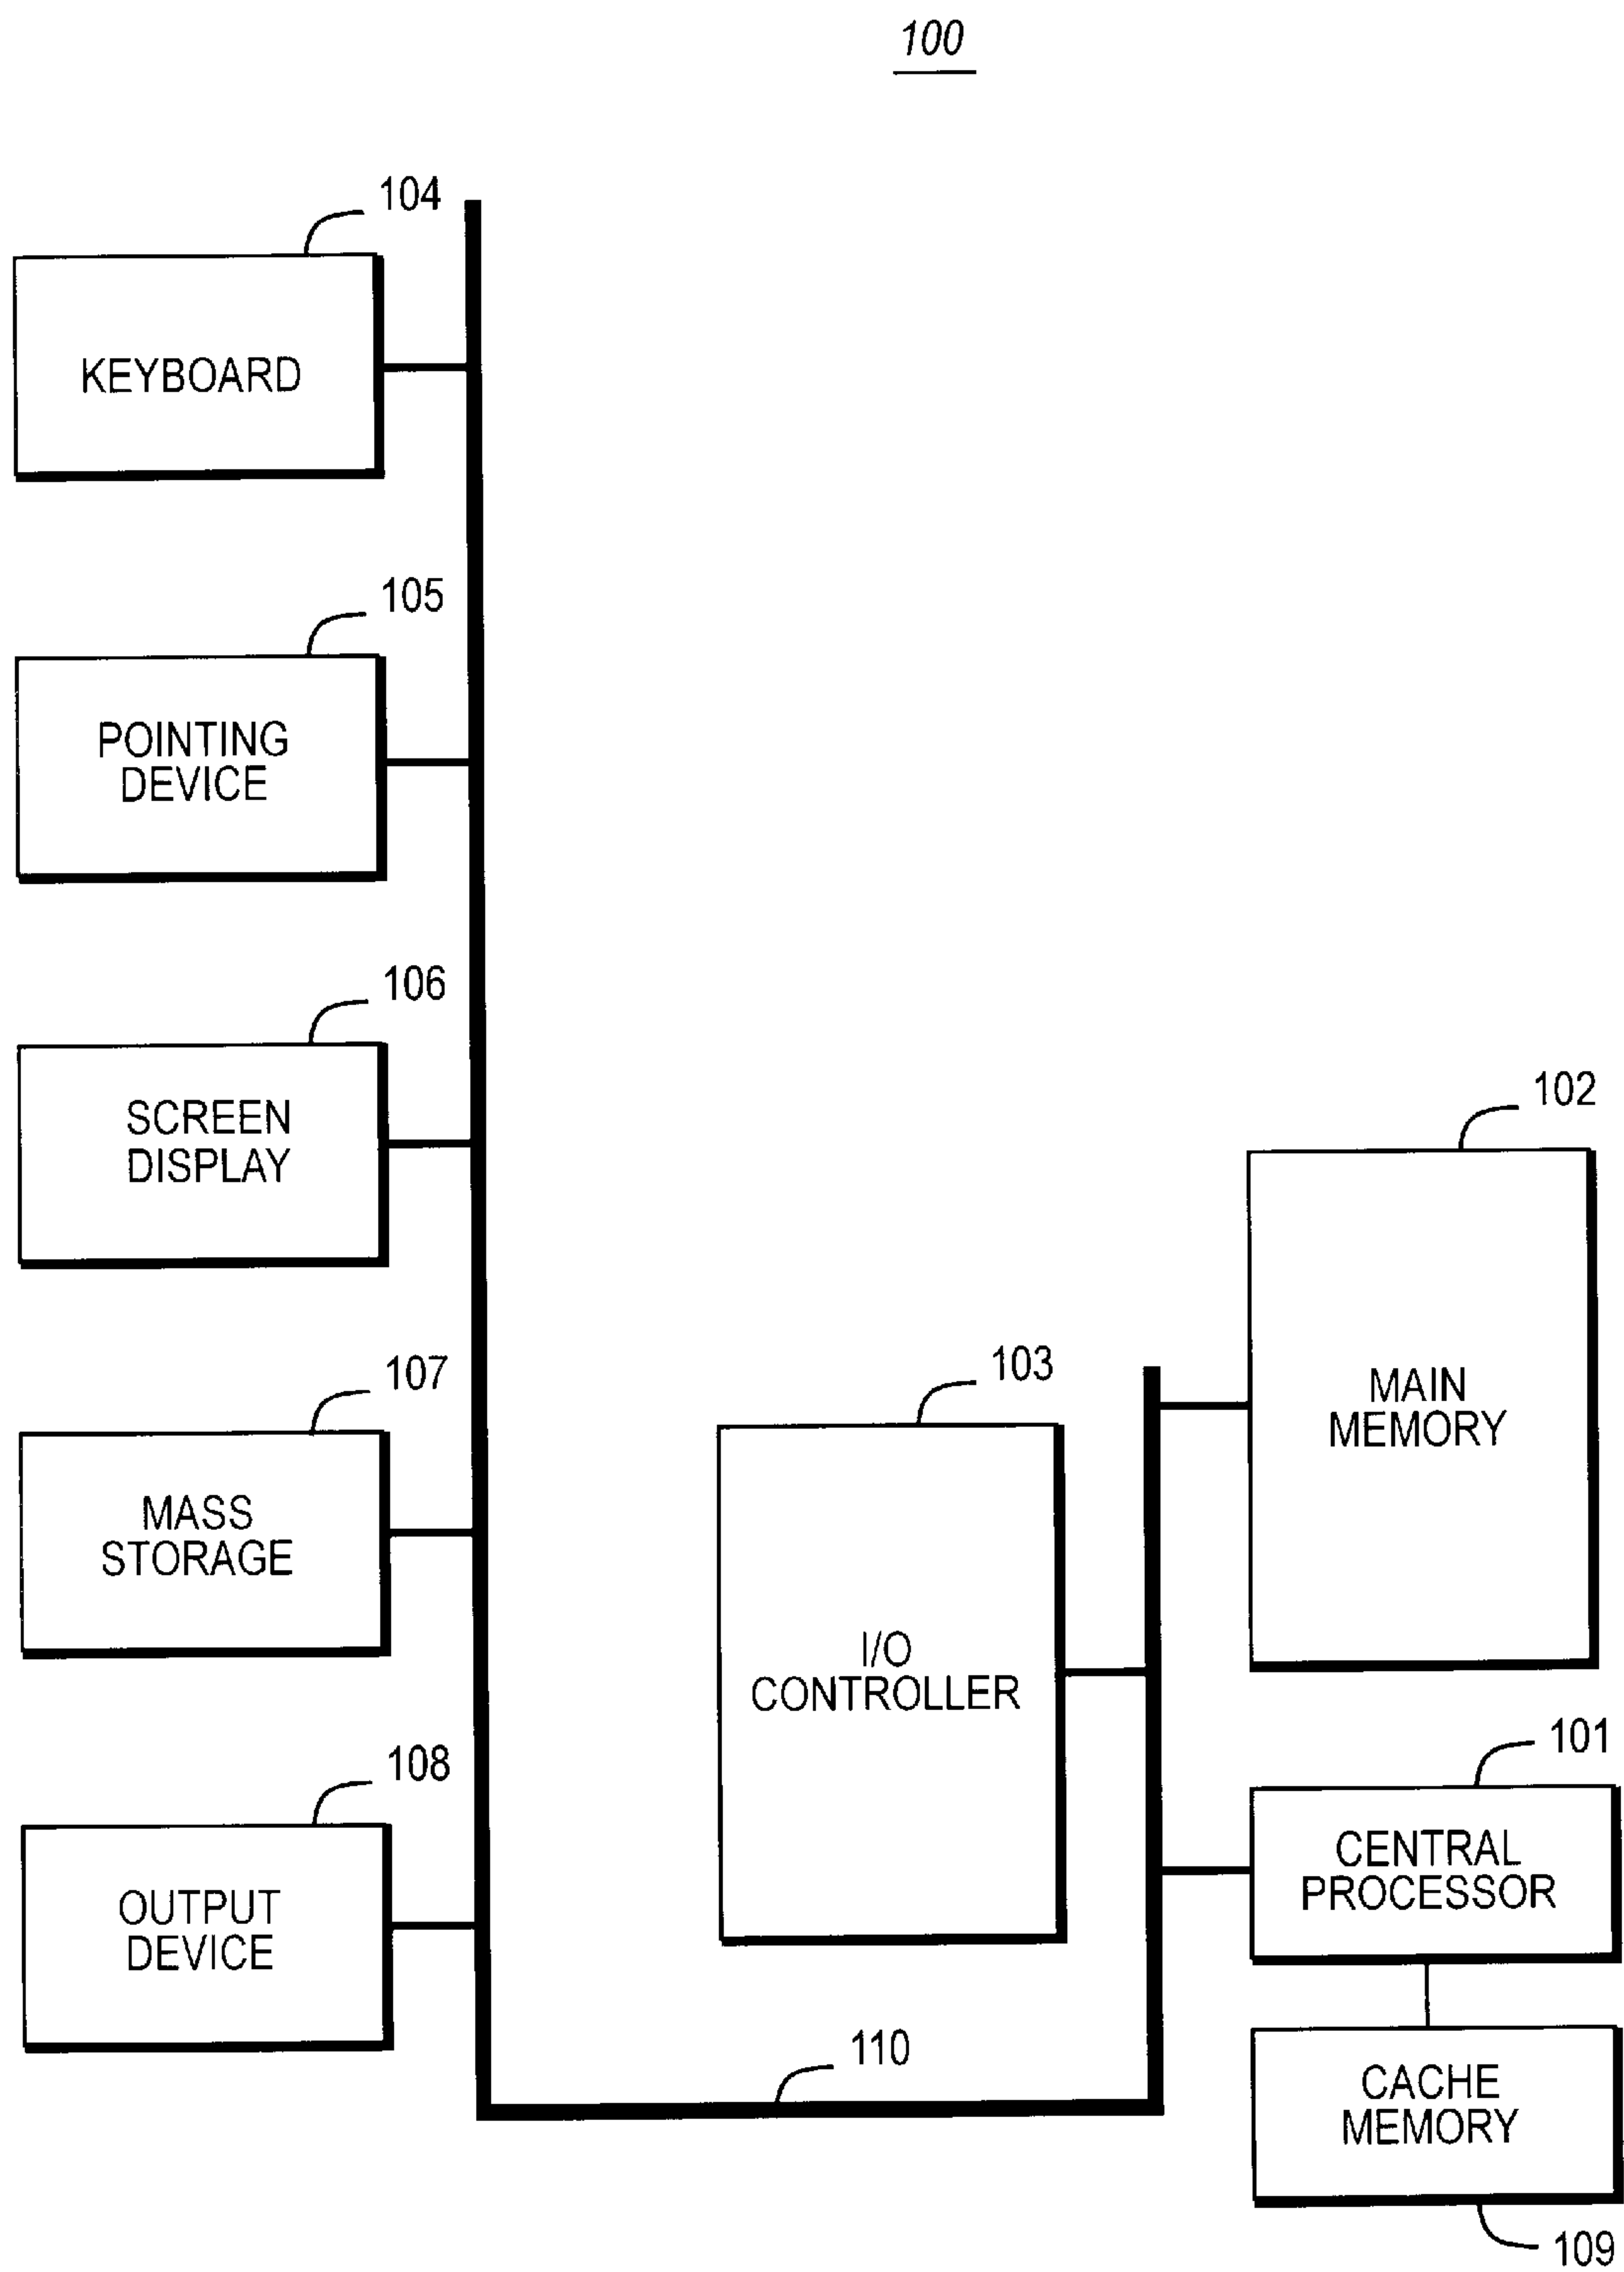 100
104
KEYBOARD
105
POINTING
DEVICE
106
SCREEN
DISPLAY
107
MASS
STORAGE
108
OUTPUT
DEVICE
103
I/O
CONTROLLER
102
MAIN
MEMORY
101
CENTRAL
PROCESSOR
110
CACHE
MEMORY
109